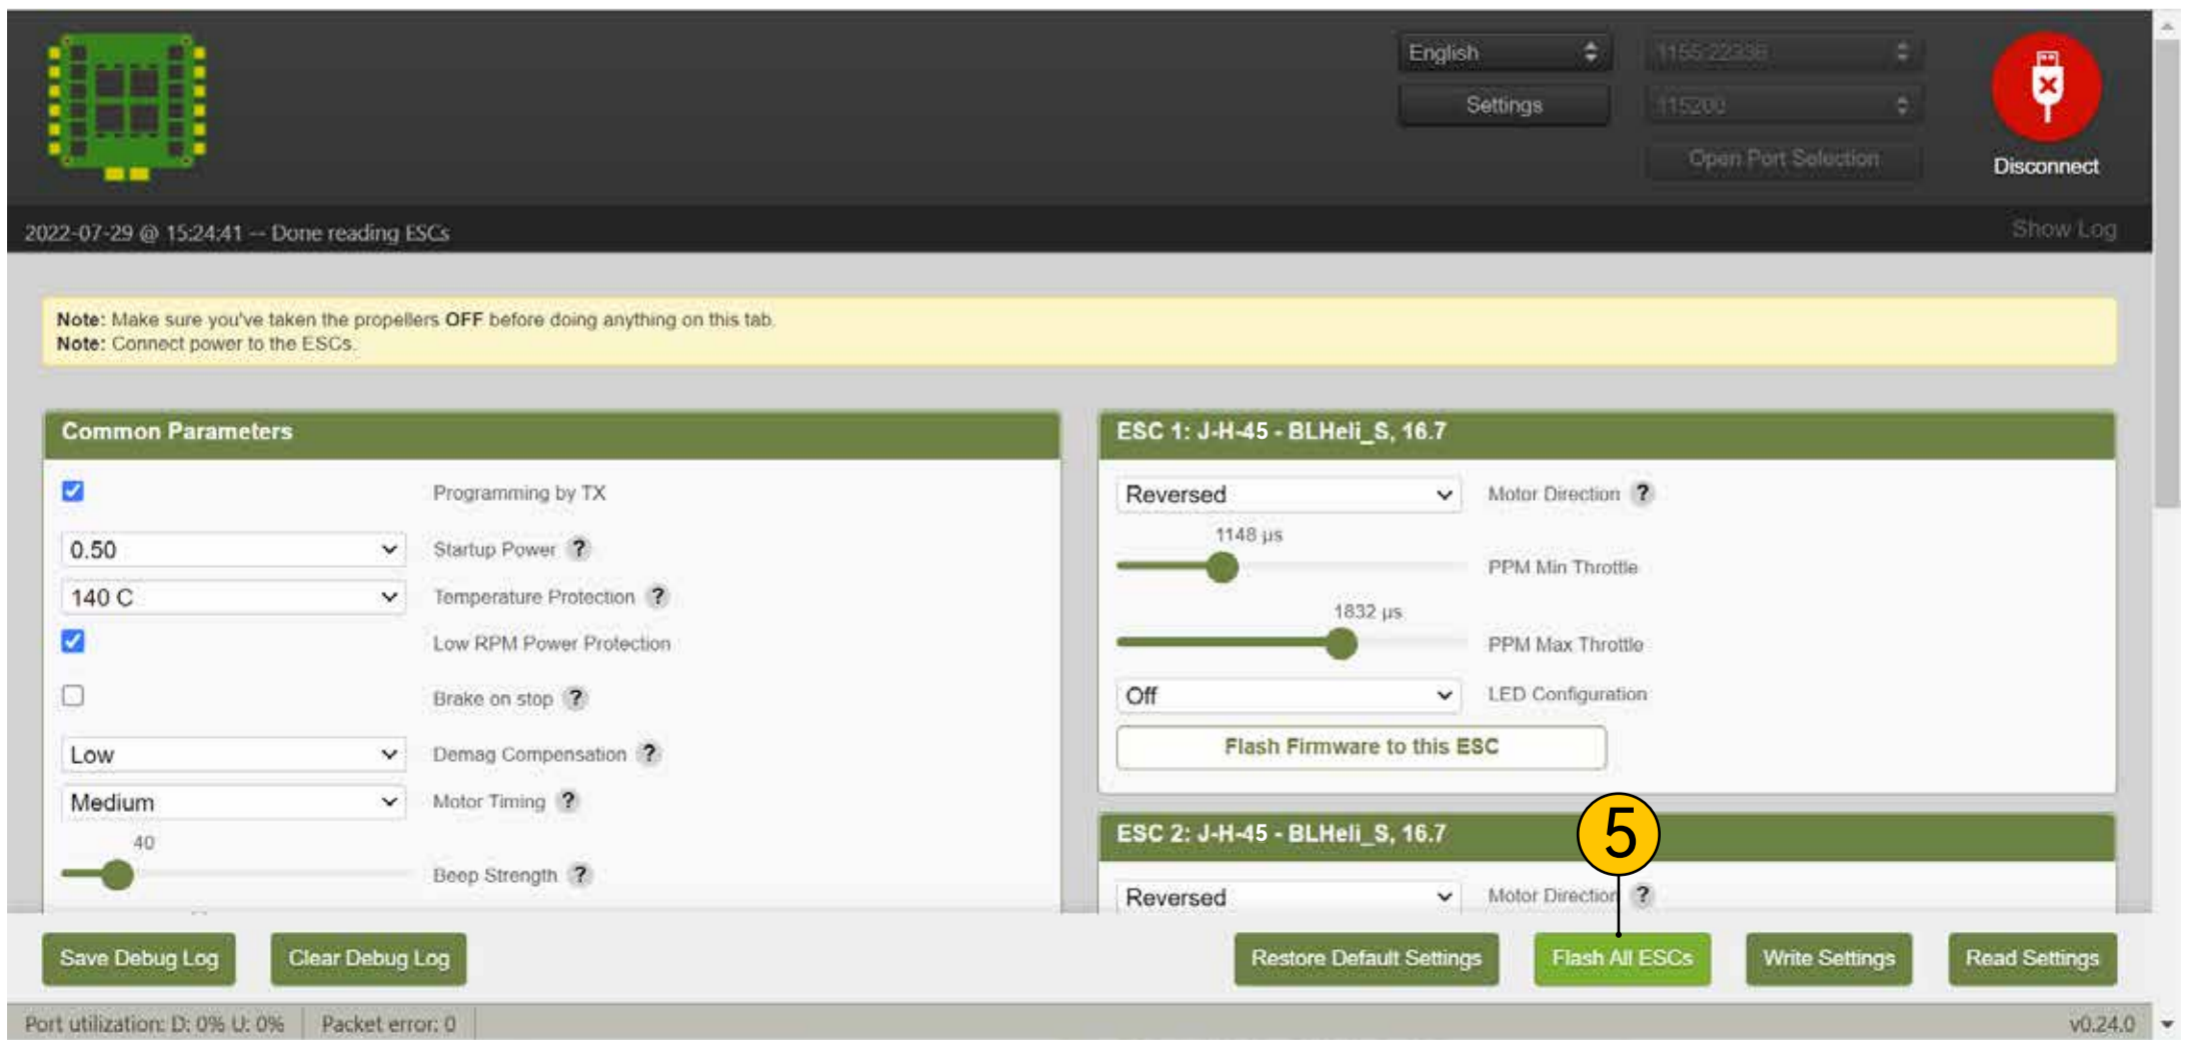 English
1155:22336
Settings
115200
Open Port Selection
Disconnect
2022-07-29 @ 15:24:41 -- Done reading ESCs
Show Log
Note: Make sure you've taken the propellers OFF before doing anything on this tab.
Note: Connect power to the ESCs.
Common Parameters
Programming by TX
0.50
Startup Power ?
140 C
Temperature Protection ?
Low RPM Power Protection
Brake on stop ?
Low
Demag Compensation ?
Medium
Motor Timing ?
40
Beep Strength ?
ESC 1: J-H-45 - BLHeli_S, 16.7
Reversed
Motor Direction ?
1148 µs
PPM Min Throttle
1832 µs
PPM Max Throttle
Off
LED Configuration
Flash Firmware to this ESC
ESC 2: J-H-45 - BLHeli_S, 16.7
5
Reversed
Motor Direction ?
Save Debug Log
Clear Debug Log
Restore Default Settings
Flash All ESCs
Write Settings
Read Settings
Port utilization: D: 0% U: 0%
Packet error: 0
v0.24.0